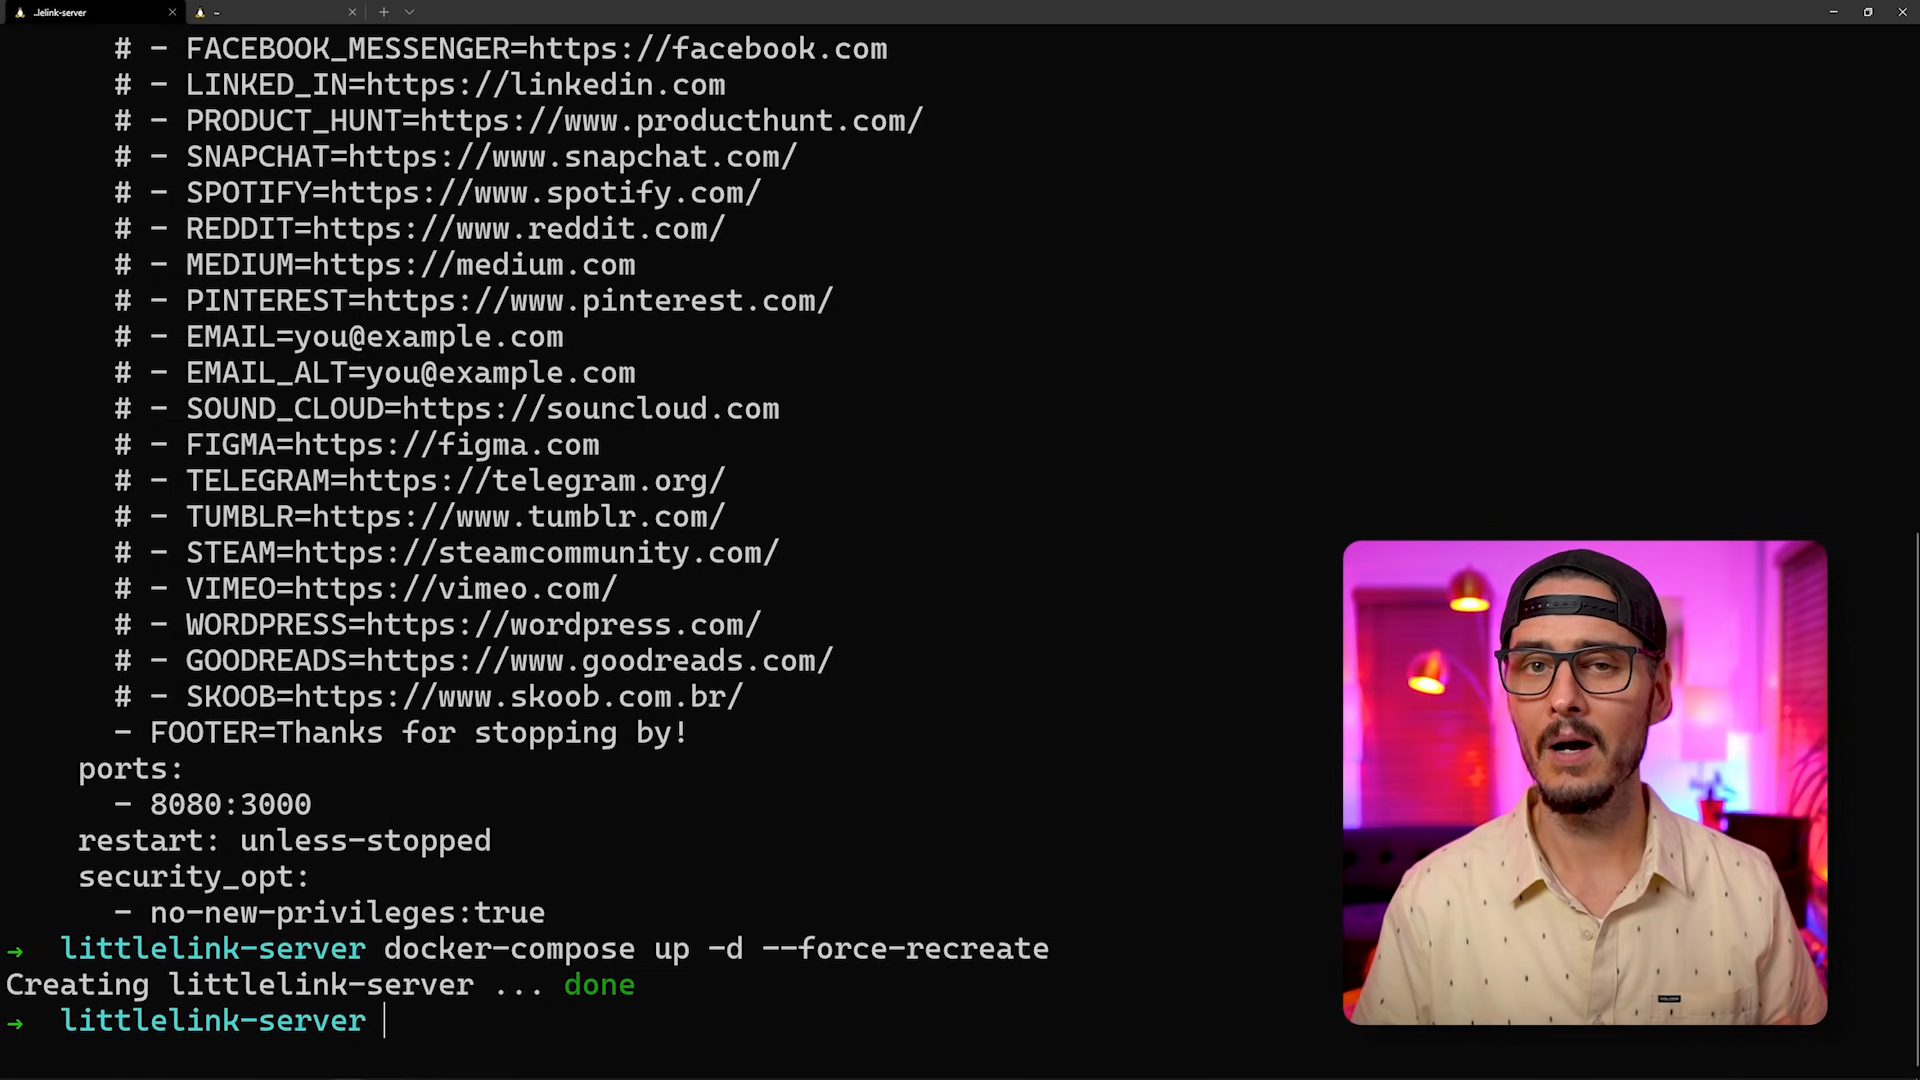 ..lelink-server
~
# - FACEBOOK_MESSENGER=https://facebook.com
# - LINKED_IN=https://linkedin.com
# - PRODUCT_HUNT=https://www.producthunt.com/
# - SNAPCHAT=https://www.snapchat.com/
# - SPOTIFY=https://www.spotify.com/
# - REDDIT=https://www.reddit.com/
# - MEDIUM=https://medium.com
# - PINTEREST=https://www.pinterest.com/
# - EMAIL=you@example.com
# - EMAIL_ALT=you@example.com
# - SOUND_CLOUD=https://souncloud.com
# - FIGMA=https://figma.com
# - TELEGRAM=https://telegram.org/
# - TUMBLR=https://www.tumblr.com/
# - STEAM=https://steamcommunity.com/
# - VIMEO=https://vimeo.com/
# - WORDPRESS=https://wordpress.com/
# - GOODREADS=https://www.goodreads.com/
# - SKOOB=https://www.skoob.com.br/
- FOOTER=Thanks for stopping by!
ports:
- 8080:3000
restart: unless-stopped
security_opt:
- no-new-privileges:true
→ littlelink-server docker-compose up -d --force-recreate
Creating littlelink-server ... done
→ littlelink-server